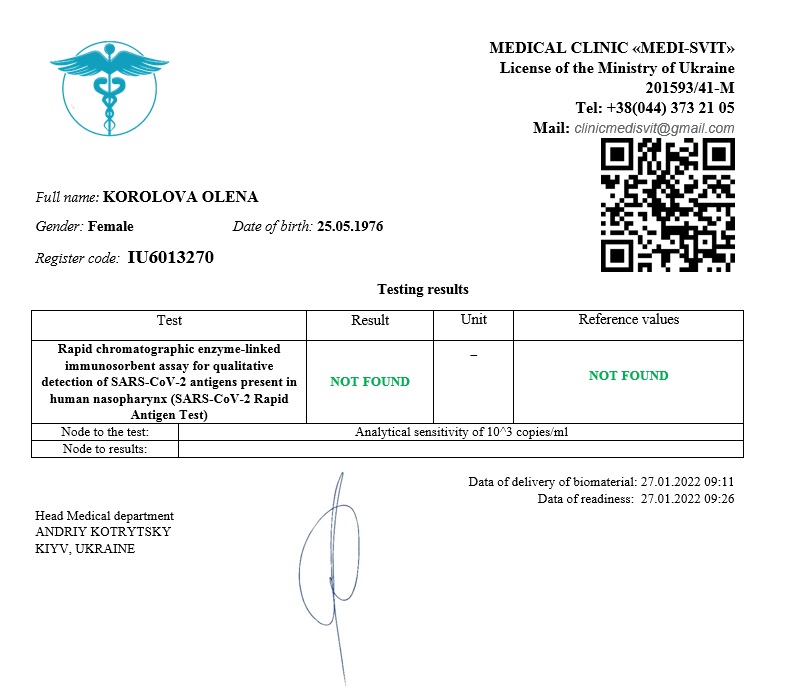 MEDICAL CLINIC «MEDI-SVIT»
License of the Ministry of Ukraine
201593/41-M
Tel: +38(044) 373 21 05
Mail: clinicmedisvit@gmail.com
Full name: KOROLOVA OLENA
Gender: Female Date of birth: 25.05.1976
Register code: IU6013270
Testing results
Test Result Unit Reference values
Rapid chromatographic enzyme-linked
immunosorbent assay for qualitative
detection of SARS-CoV-2 antigens present in
human nasopharynx (SARS-CoV-2 Rapid
Antigen Test)
NOT FOUND
–
NOT FOUND
Node to the test: Analytical sensitivity of 10^3 copies/ml
Node to results:
Data of delivery of biomaterial: 27.01.2022 09:11
Data of readiness: 27.01.2022 09:26
Head Medical department
ANDRIY KOTRYTSKY
KIYV, UKRAINE